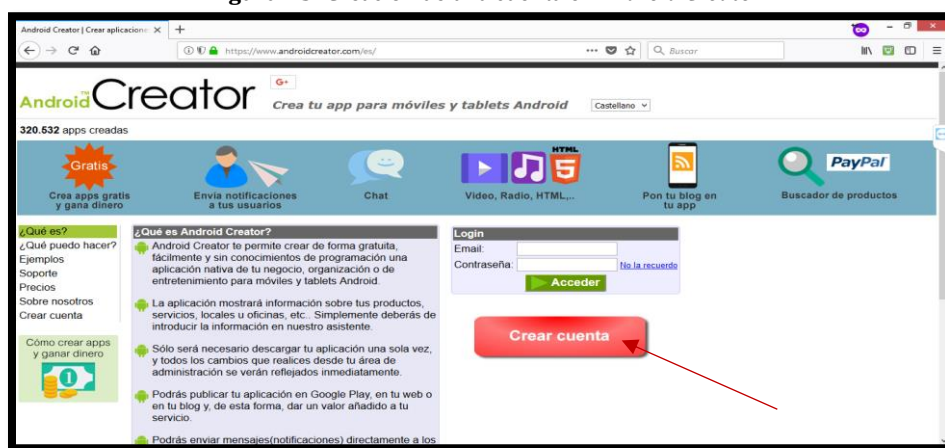 Android Creator | Crear aplicacione
https://www.androidcreator.com/es/
Buscar
Android Creator
G+
Crea tu app para móviles y tablets Android
Castellano
320.632 apps creadas
Gratis
Crea apps gratis
y gana dinero
Envía notificaciones
a tus usuarios
Chat
HTML
5
Video, Radio, HTML,..
Pon tu blog en
tu app
PayPal
Buscador de productos
¿Qué es?
¿Qué puedo hacer?
Ejemplos
Soporte
Precios
Sobre nosotros
Crear cuenta
Cómo crear apps
y ganar dinero
1
¿Qué es Android Creator?
Android Creator te permite crear de forma gratuita,
fácilmente y sin conocimientos de programación una
aplicación nativa de tu negocio, organización o de
entretenimiento para móviles y tablets Android.
La aplicación mostrará información sobre tus productos,
servicios, locales u oficinas, etc.. Simplemente deberás de
introducir la información en nuestro asistente.
Sólo será necesario descargar tu aplicación una sola vez,
y todos los cambios que realices desde tu área de
administración se verán reflejados inmediatamente.
Podrás publicar tu aplicación en Google Play, en tu web o
en tu blog y, de esta forma, dar un valor añadido a tu
servicio.
Podrás enviar mensajes(notificaciones) directamente a los
Login
Email:
Contraseña:
No la recuerdo
Acceder
Crear cuenta